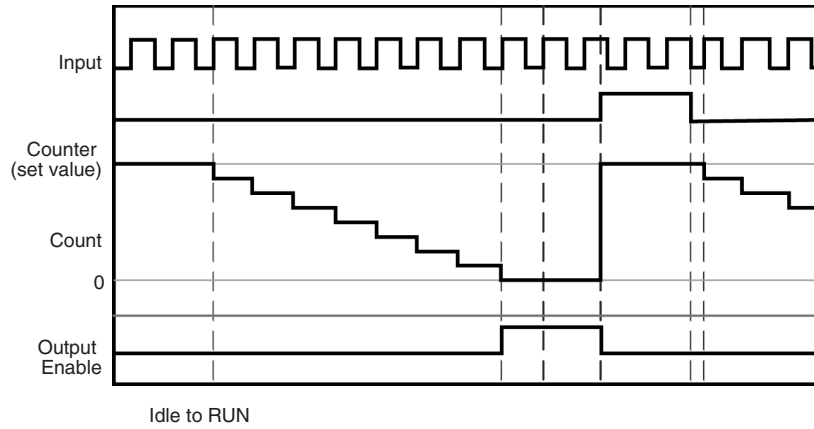 Input
Counter
(set value)
Count
0
Output
Enable
Idle to RUN